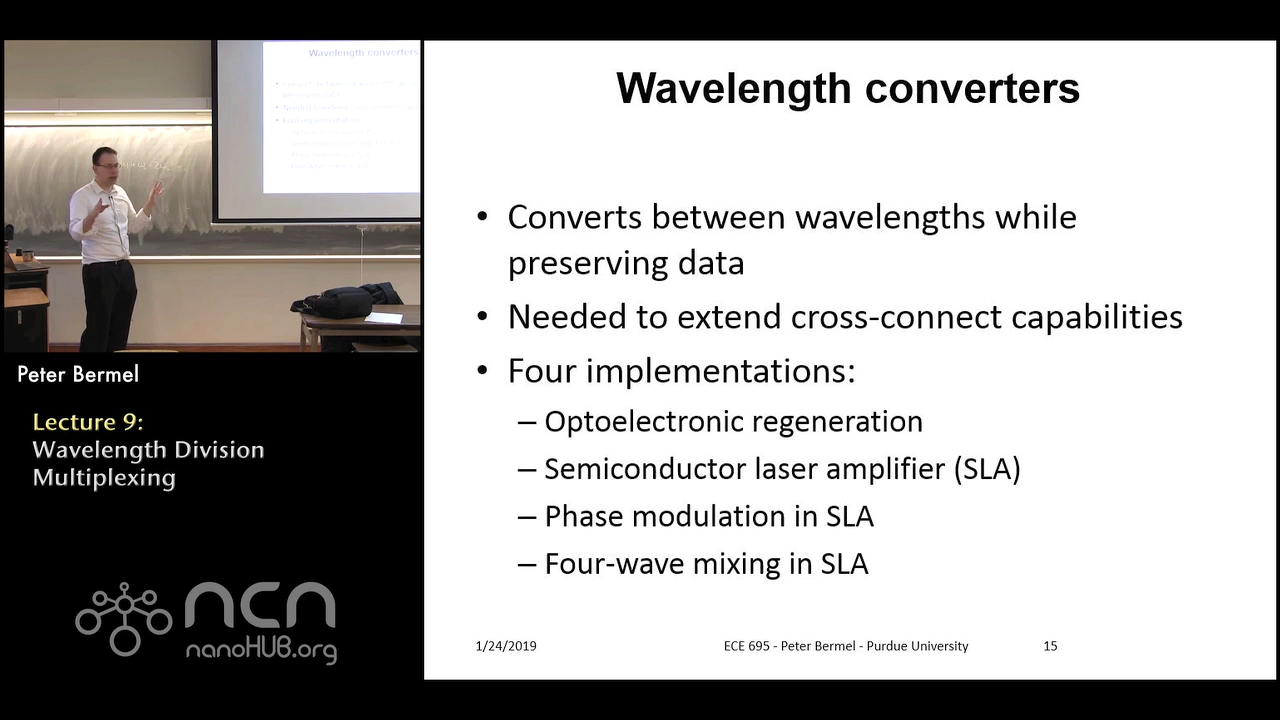 Wavelength converters
Peter Bermel
Lecture 9:
Wavelength Division
Multiplexing
ncn
nanoHUB.org
Wavelength converters
• Converts between wavelengths while
preserving data
• Needed to extend cross-connect capabilities
• Four implementations:
– Optoelectronic regeneration
– Semiconductor laser amplifier (SLA)
– Phase modulation in SLA
– Four-wave mixing in SLA
1/24/2019
ECE 695 - Peter Bermel - Purdue University
15